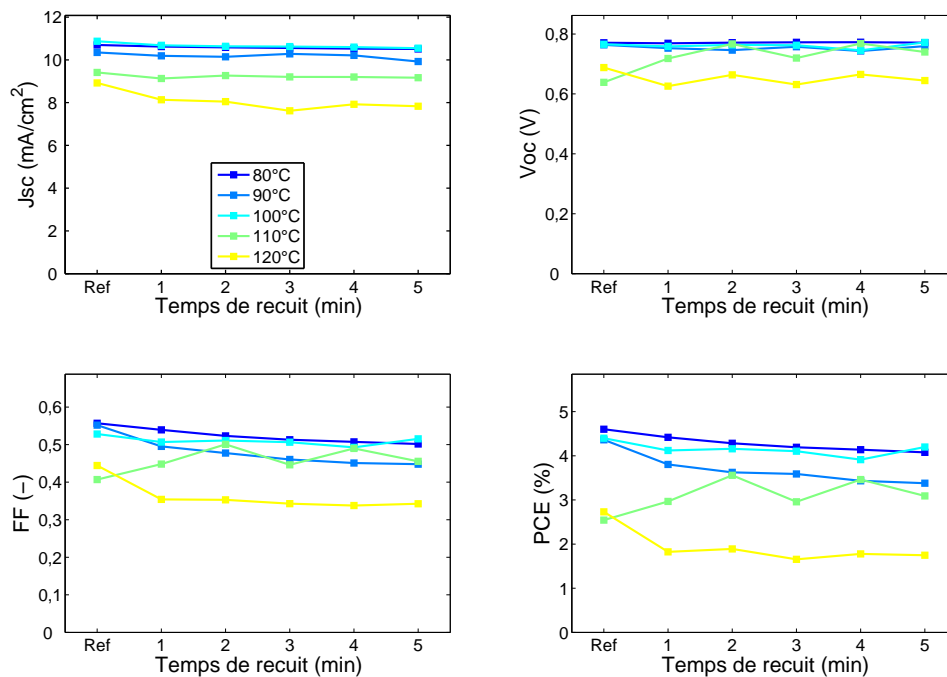 12
10
8
6
4
2
0
Jsc (mA/cm²)
80°C
90°C
100°C
110°C
120°C
Ref 1 2 3 4 5
Temps de recuit (min)
0,8
0,6
0,4
0,2
0
Voc (V)
Ref 1 2 3 4 5
Temps de recuit (min)
0,6
0,5
0,4
0,3
0,2
0,1
0,0
FF (−)
Ref 1 2 3 4 5
Temps de recuit (min)
5
4
3
2
1
0
PCE (%)
Ref 1 2 3 4 5
Temps de recuit (min)